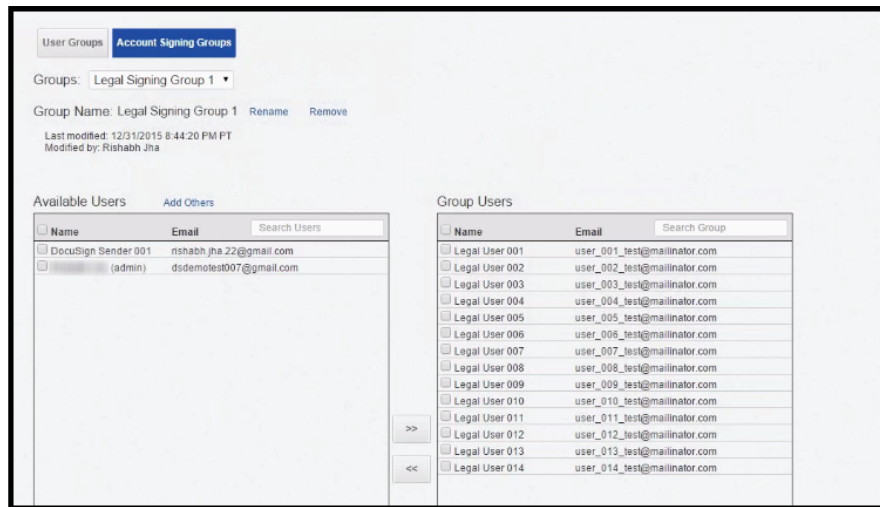 User Groups Account Signing Groups
Groups: Legal Signing Group 1
Group Name: Legal Signing Group 1 Rename Remove
Last modified: 12/31/2015 8:44:20 PM PT
Modified by: Rishabh Jha
Available Users Add Others
Name Email Search Users
DocuSign Sender 001 rishabh.jha.22@gmail.com
(admin) dsdemotest007@gmail.com
Group Users
Name Email Search Group
Legal User 001 user_001_test@mailinator.com
Legal User 002 user_002_test@mailinator.com
Legal User 003 user_003_test@mailinator.com
Legal User 004 user_004_test@mailinator.com
Legal User 005 user_005_test@mailinator.com
Legal User 006 user_006_test@mailinator.com
Legal User 007 user_007_test@mailinator.com
Legal User 008 user_008_test@mailinator.com
Legal User 009 user_009_test@mailinator.com
Legal User 010 user_010_test@mailinator.com
Legal User 011 user_011_test@mailinator.com
Legal User 012 user_012_test@mailinator.com
Legal User 013 user_013_test@mailinator.com
Legal User 014 user_014_test@mailinator.com
>>
<<